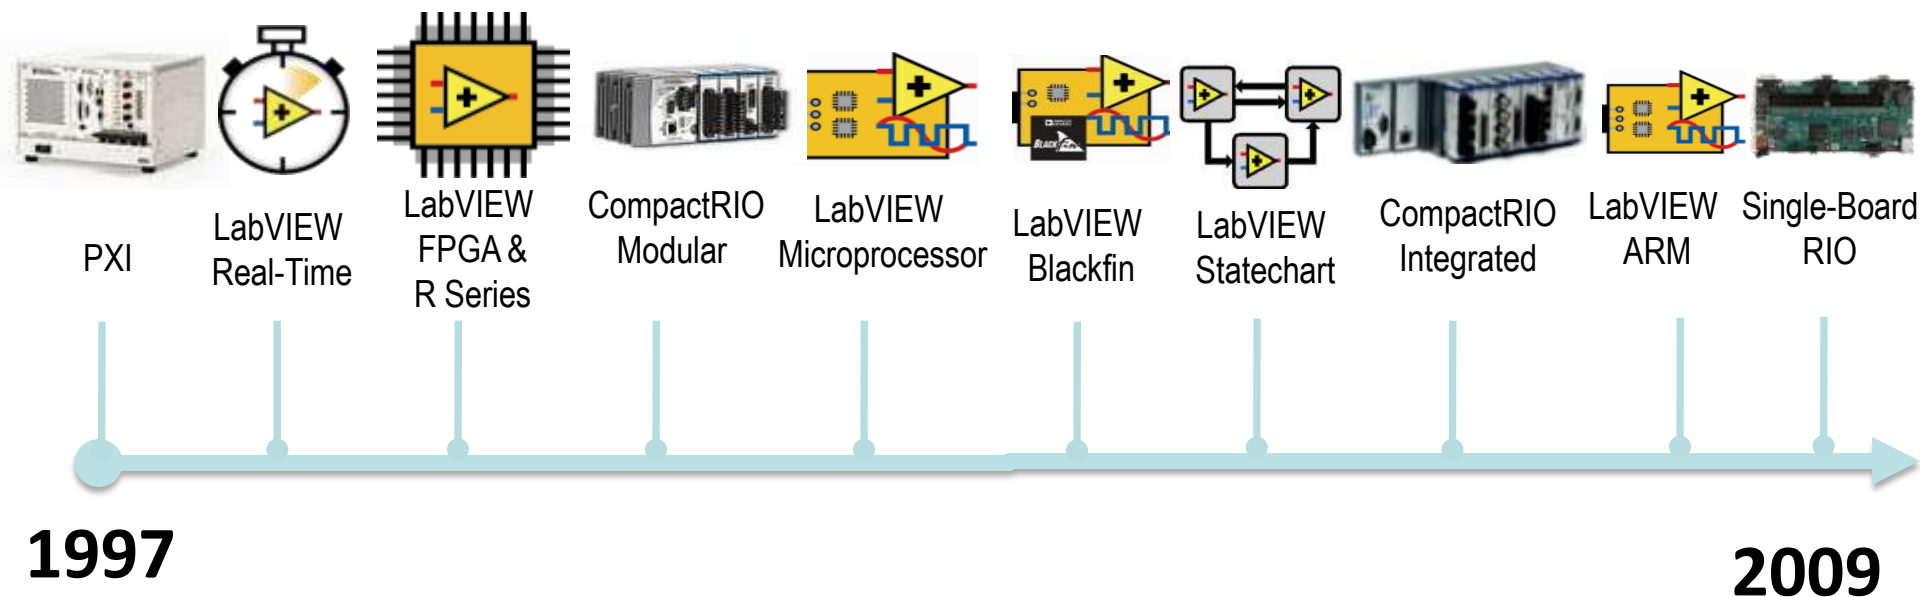 PXI
LabVIEW
Real-Time
LabVIEW
FPGA &
R Series
CompactRIO
Modular
LabVIEW
Microprocessor
BLACK
LabVIEW
Blackfin
LabVIEW
Statechart
CompactRIO
Integrated
LabVIEW
ARM
Single-Board
RIO
1997
2009